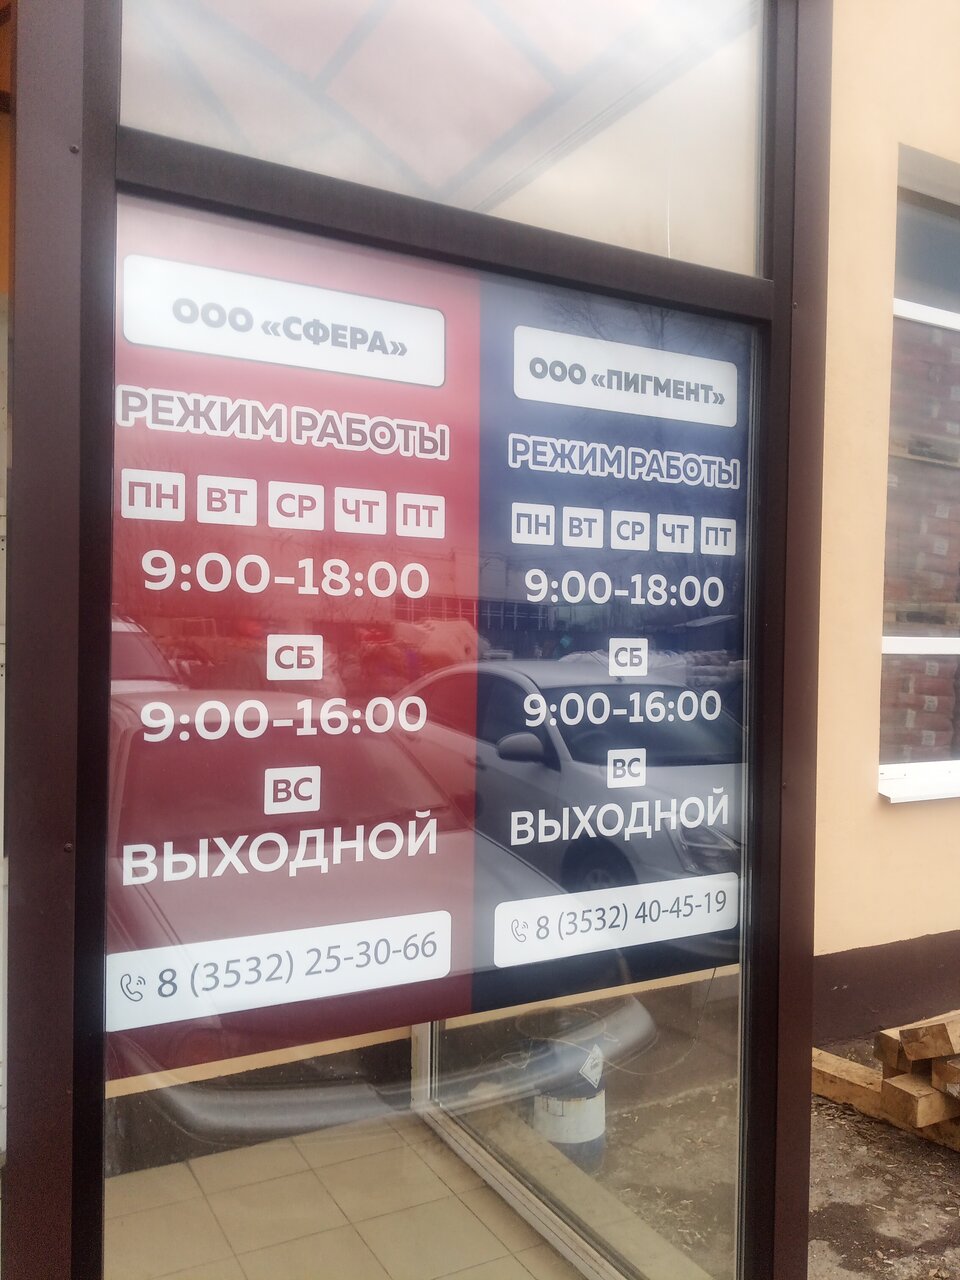 ООО «СФЕРА»
РЕЖИМ РАБОТЫ
ПН ВТ СР ЧТ ПТ
9:00-18:00
СБ
9:00-16:00
ВС
ВЫХОДНОЙ
8 (3532) 25-30-66
ООО «ПИГМЕНТ»
РЕЖИМ РАБОТЫ
ПН ВТ СР ЧТ ПТ
9:00-18:00
СБ
9:00-16:00
ВС
ВЫХОДНОЙ
8 (3532) 40-45-19